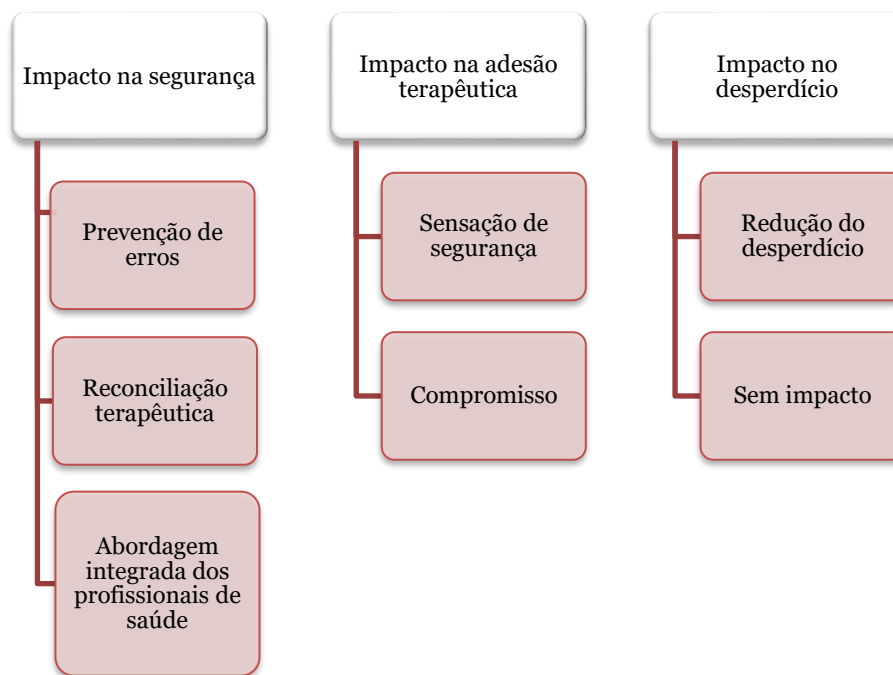 Impacto na segurança
Prevenção de
erros
Reconciliação
terapêutica
Abordagem
integrada dos
profissionais de
saúde
Impacto na adesão
terapêutica
Sensação de
segurança
Compromisso
Impacto no
desperdício
Redução do
desperdício
Sem impacto